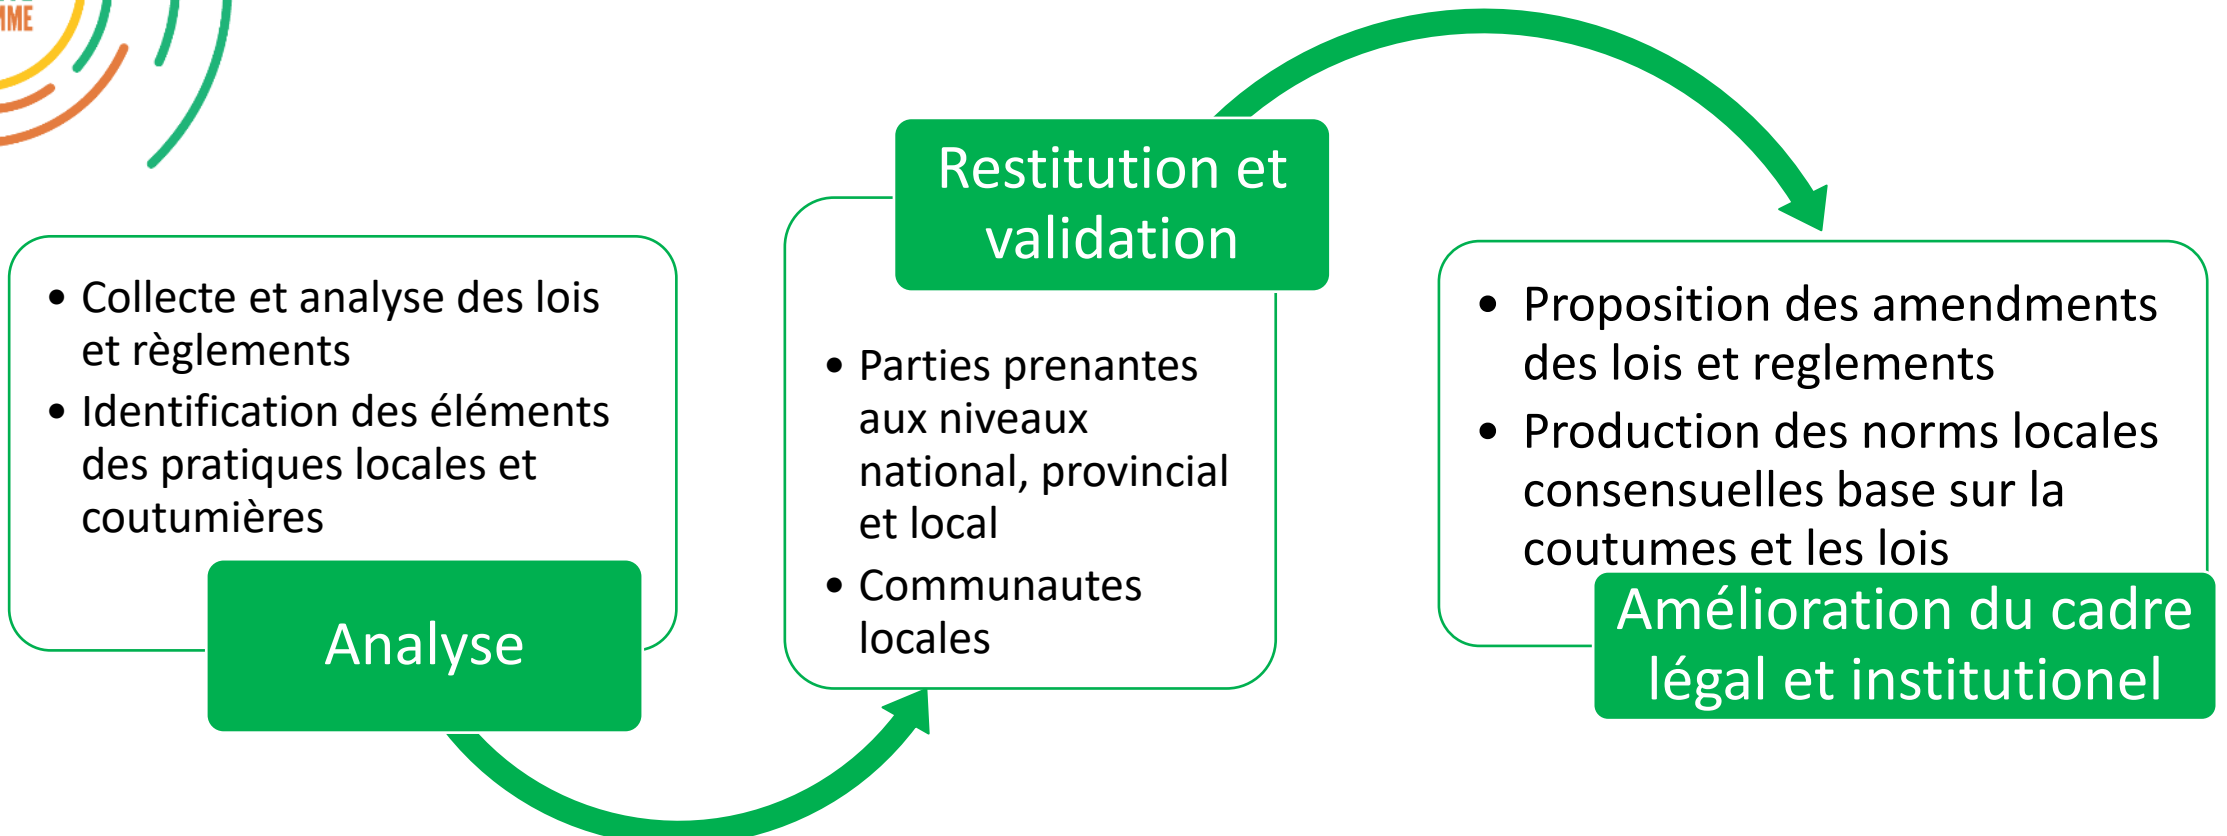 MME
• Collecte et analyse des lois
et règlements
• Identification des éléments
des pratiques locales et
coutumières
Analyse
Restitution et
validation
• Parties prenantes
aux niveaux
national, provincial
et local
• Communautes
locales
• Proposition des amendments
des lois et reglements
• Production des norms locales
consensuelles base sur la
coutumes et les lois
Amélioration du cadre
légal et institutionel